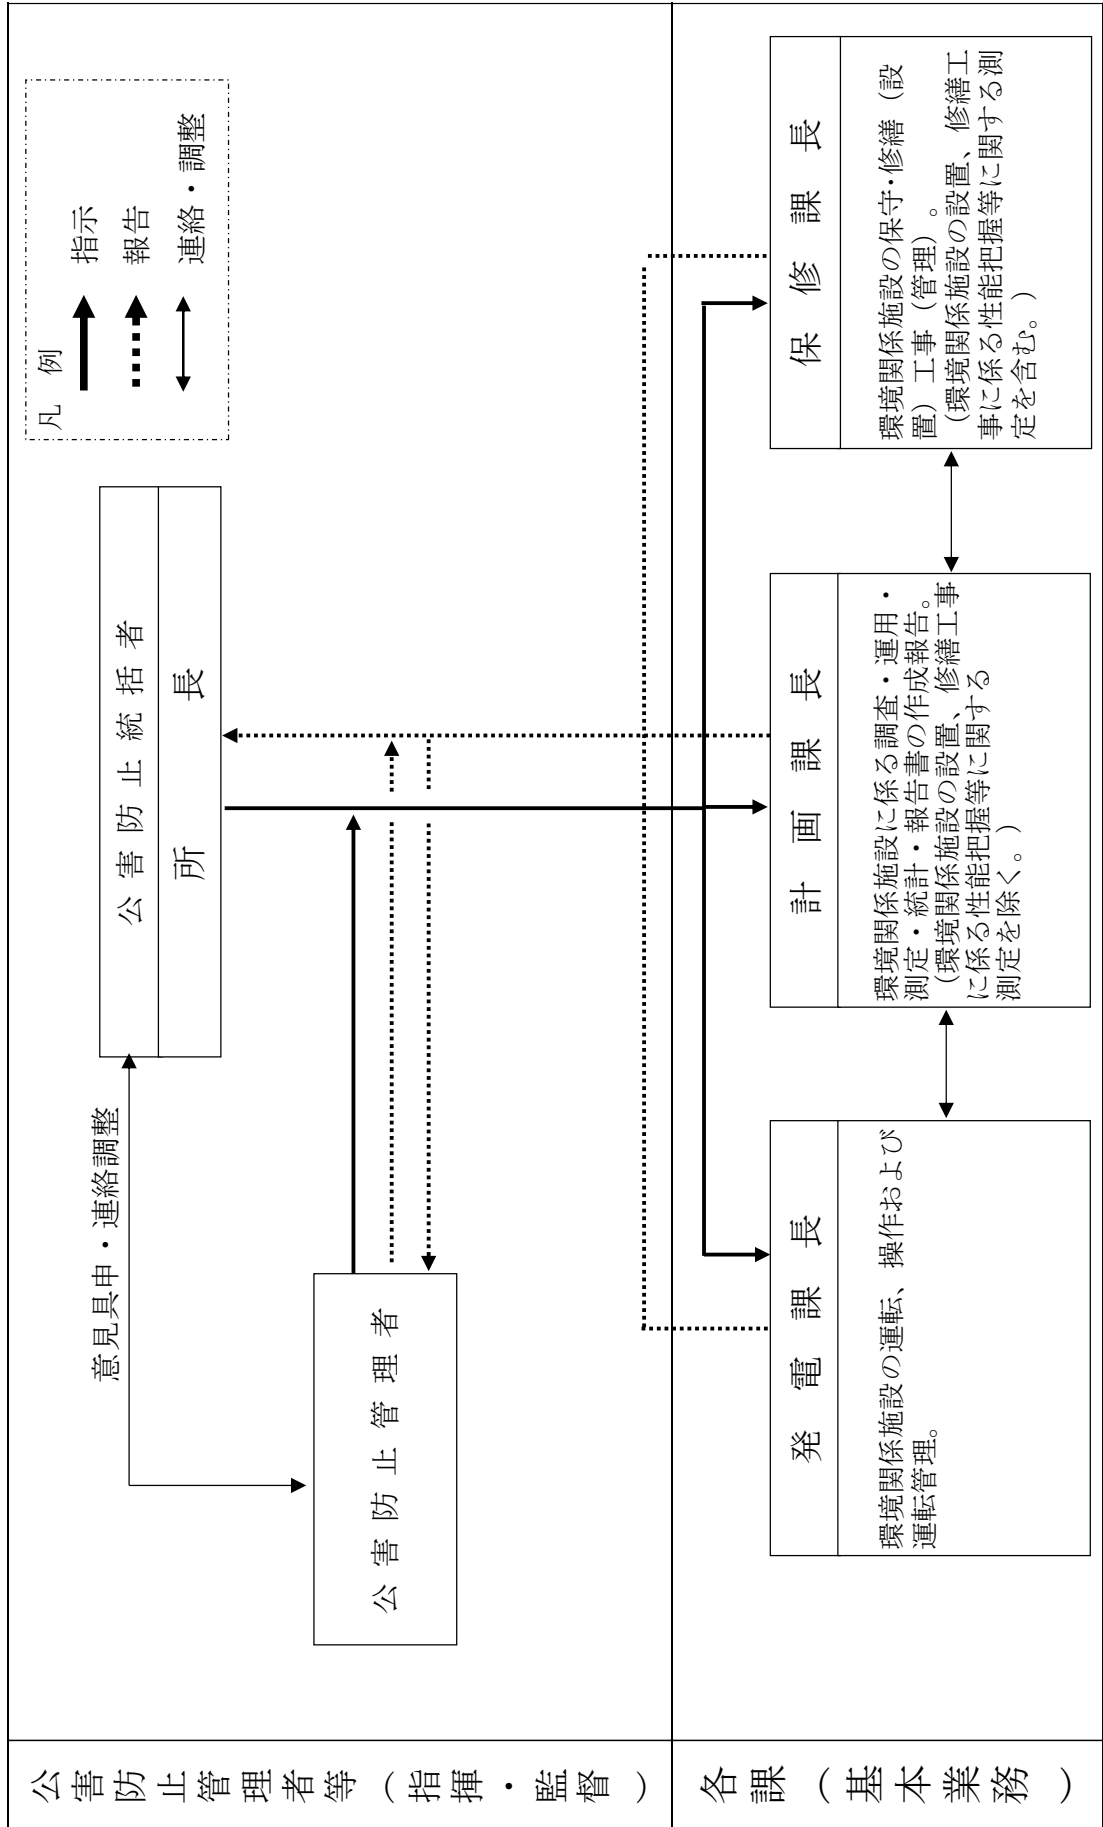 公害防止管理者等（指揮・監督）
意見具申・連絡調整
公害防止統括者
所長
公害防止管理者
凡例
指示
報告
連絡・調整
各課（基本業務）
発電課長
環境関係施設の運転、操作および
運転管理。
計画課長
環境関係施設に係る調査・運用・
測定・統計・報告書の作成報告。
（環境関係施設の設置、修繕工事
に係る性能把握等に関する
測定を除く。）
保修課長
環境関係施設の保守・修繕（設
置）工事（管理）。
（環境関係施設の設置、修繕工
事に係る性能把握等に関する測
定を含む。）